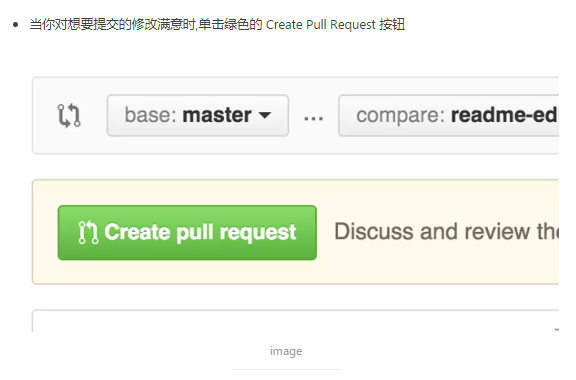 当你对想要提交的修改满意时,单击绿色的 Create Pull Request 按钮
base: master ... compare: readme-ed
Create pull request Discuss and review the
image